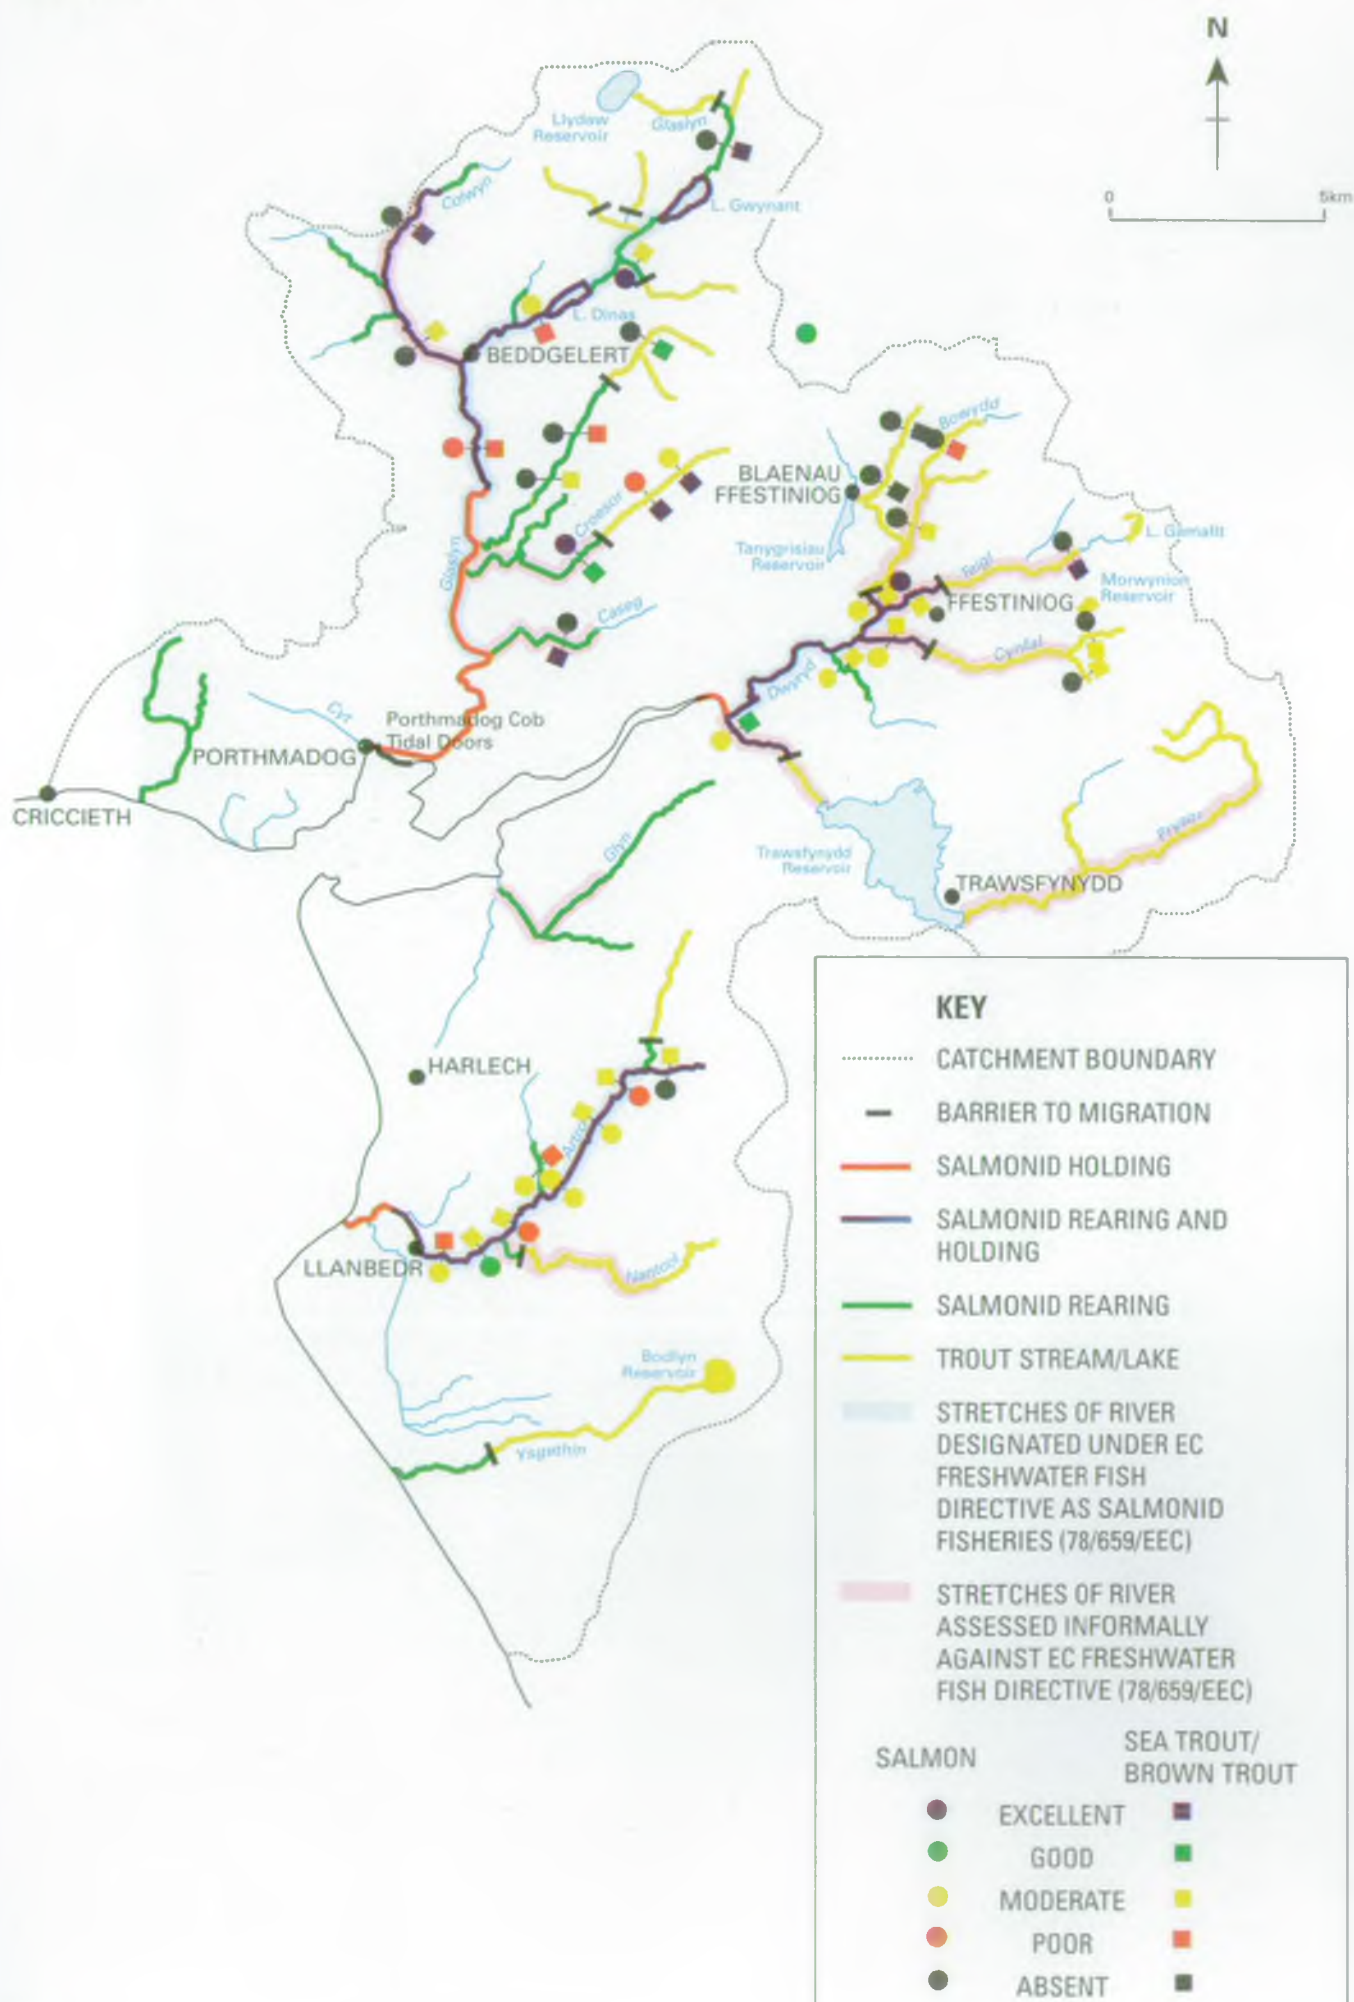 N
0 5km
Llydaw
Reservoir
Glaslyn
Colwyn
L. Gwynant
L. Dinas
BEDDGELERT
Bowydd
BLAENAU
FFESTINIOG
Tanygrisiau
Reservoir
Croesor
Glaslyn
L. Gamallt
Teigl
Morwynion
Reservoir
FFESTINIOG
Caseg
Cynfal
Dwyryd
Cyt
Porthmadog Cob
Tidal Doors
PORTHMADOG
CRICCIETH
Glyn
Trawsfynydd
Reservoir
Prysor
TRAWSFYNYDD
HARLECH
Artro
LLANBEDR
Nantcol
Bodlyn
Reservoir
Ysgethin
KEY
CATCHMENT BOUNDARY
BARRIER TO MIGRATION
SALMONID HOLDING
SALMONID REARING AND
HOLDING
SALMONID REARING
TROUT STREAM/LAKE
STRETCHES OF RIVER
DESIGNATED UNDER EC
FRESHWATER FISH
DIRECTIVE AS SALMONID
FISHERIES (78/659/EEC)
STRETCHES OF RIVER
ASSESSED INFORMALLY
AGAINST EC FRESHWATER
FISH DIRECTIVE (78/659/EEC)
SALMON
SEA TROUT/
BROWN TROUT
EXCELLENT
GOOD
MODERATE
POOR
ABSENT